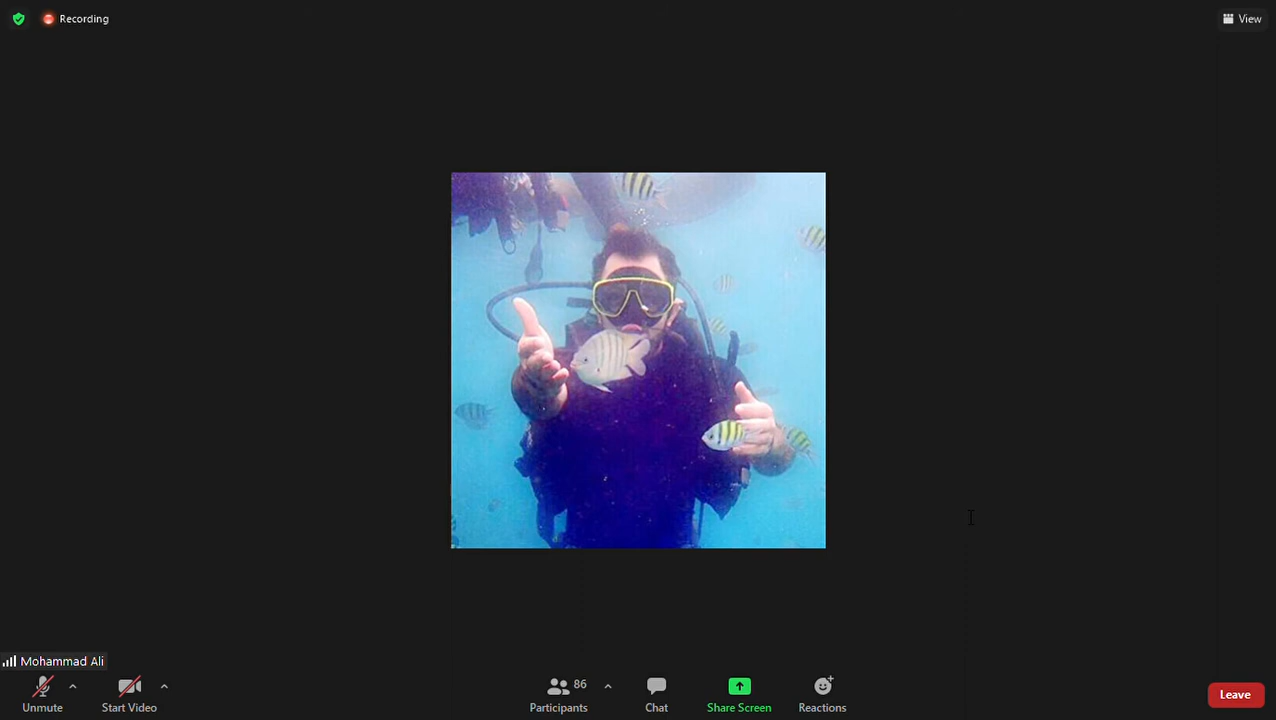 Recording
View
Mohammad Ali
Unmute
Start Video
86
Participants
Chat
Share Screen
Reactions
Leave